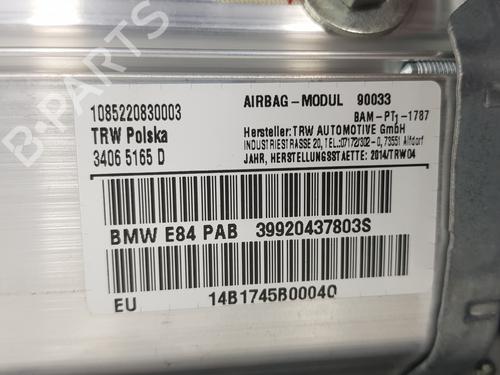 B-PARTS
1085220830003
TRW Polska
3406 5165 D
AIRBAG-MODUL 90033
BAM-PT1-1787
Hersteller: TRW AUTOMOTIVE GmbH
INDUSTRIESTRASSE 20, TEL.:07172/302-0, 73551 Alfdorf
JAHR, HERSTELLUNGSSTAETTE: 2014/TRW04
BMW E84 PAB 39920437803S
EU 14B1745B0004Q